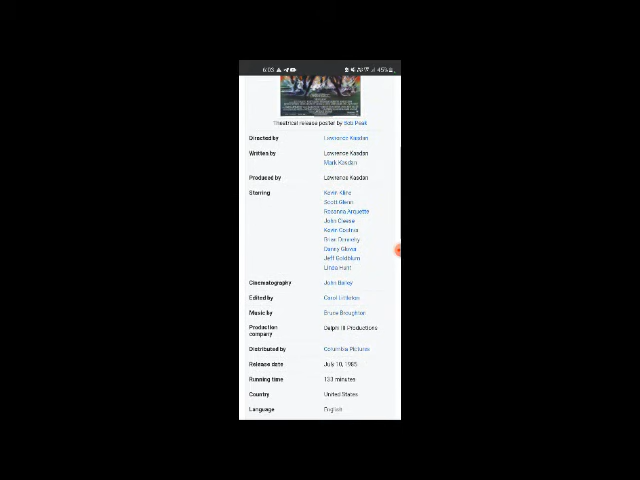 6:03
45%
Theatrical release poster by Bob Peak
Directed by Lawrence Kasdan
Written by Lawrence Kasdan
Mark Kasdan
Produced by Lawrence Kasdan
Starring Kevin Kline
Scott Glenn
Rosanna Arquette
John Cleese
Kevin Costner
Brian Dennehy
Danny Glover
Jeff Goldblum
Linda Hunt
Cinematography John Bailey
Edited by Carol Littleton
Music by Bruce Broughton
Production company Delphi III Productions
Distributed by Columbia Pictures
Release date July 10, 1985
Running time 133 minutes
Country United States
Language English